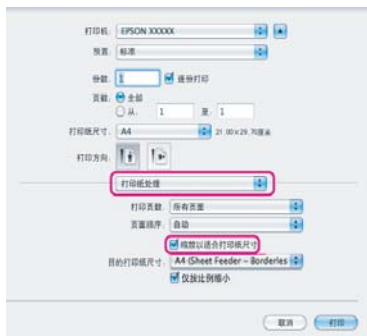 打印机: EPSON XXXXX
预置: 标准
份数: 1 逐份打印
页数: 全部
从: 1 至: 1
打印纸尺寸: A4 21.00×29.70厘米
打印方向:
打印纸处理
打印页数: 所有页面
页面顺序: 自动
缩放以适合打印纸尺寸
目的打印纸尺寸: A4 (Sheet Feeder - Borderles
仅按比例缩小
取消 打印